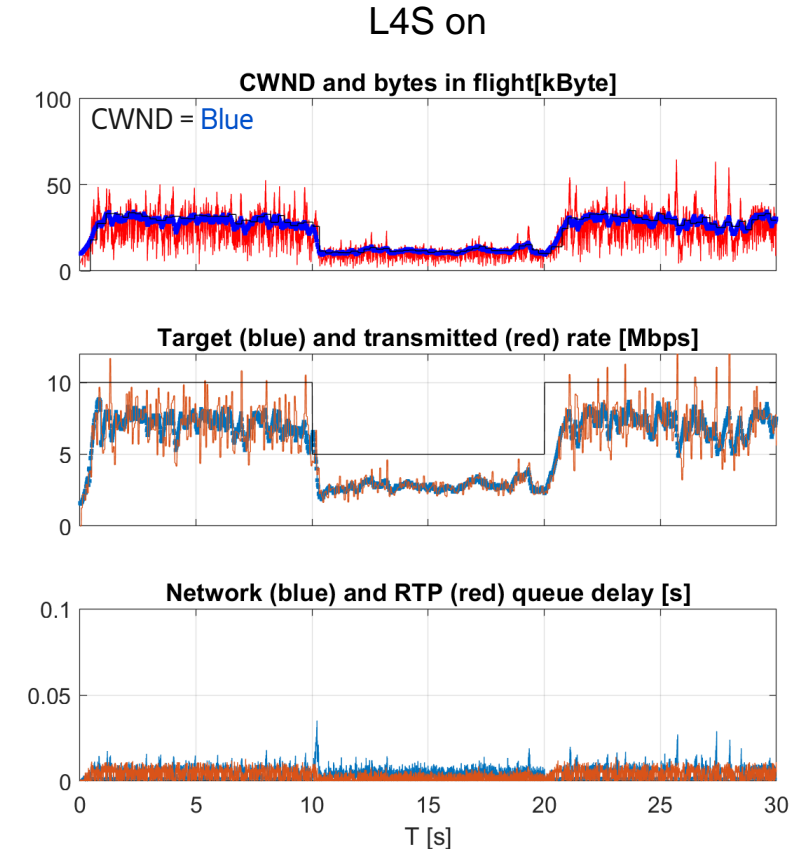 L4S on
CWND and bytes in flight[kByte]
100
CWND = Blue
50
0
Target (blue) and transmitted (red) rate [Mbps]
10
5
0
Network (blue) and RTP (red) queue delay [s]
0.1
0.05
0
0 5 10 15 20 25 30
T [s]